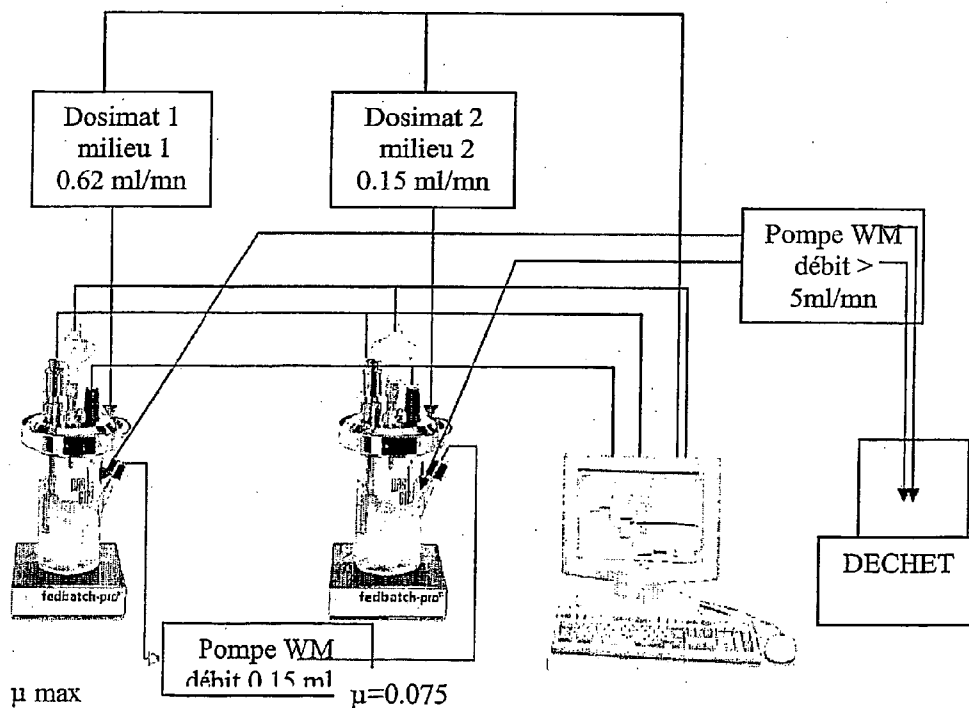 Dosimat 1
milieu 1
0.62 ml/mn
Dosimat 2
milieu 2
0.15 ml/mn
Pompe WM
débit >
5ml/mn
fedbatch-pro
fedbatch-pro
DECHET
Pompe WM
débit 0.15 ml
µ max
µ=0.075